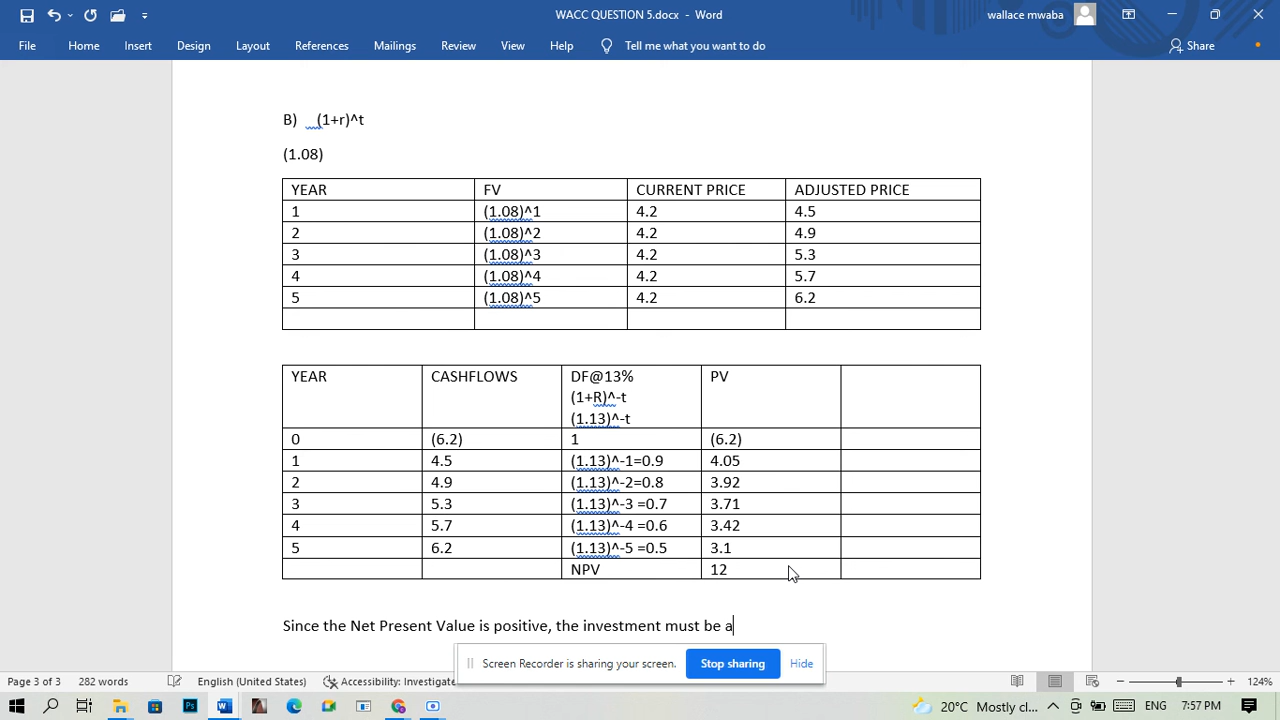 WACC QUESTION 5.docx - Word
wallace mwaba
File Home Insert Design Layout References Mailings Review View Help Tell me what you want to do Share
B) (1+r)^t
(1.08)
YEAR FV CURRENT PRICE ADJUSTED PRICE
1 (1.08)^1 4.2 4.5
2 (1.08)^2 4.2 4.9
3 (1.08)^3 4.2 5.3
4 (1.08)^4 4.2 5.7
5 (1.08)^5 4.2 6.2
YEAR CASHFLOWS DF@13% PV
(1+R)^-t
(1.13)^-t
0 (6.2) 1 (6.2)
1 4.5 (1.13)^-1=0.9 4.05
2 4.9 (1.13)^-2=0.8 3.92
3 5.3 (1.13)^-3 =0.7 3.71
4 5.7 (1.13)^-4 =0.6 3.42
5 6.2 (1.13)^-5 =0.5 3.1
NPV 12
Since the Net Present Value is positive, the investment must be a
Screen Recorder is sharing your screen. Stop sharing Hide
Page 3 of 3 282 words English (United States) Accessibility: Investigate 124%
20°C Mostly cl... ENG 7:57 PM